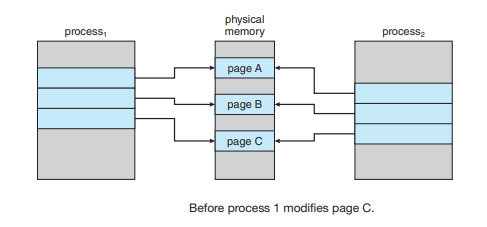 process₁
physical
memory
process₂
page A
page B
page C
Before process 1 modifies page C.